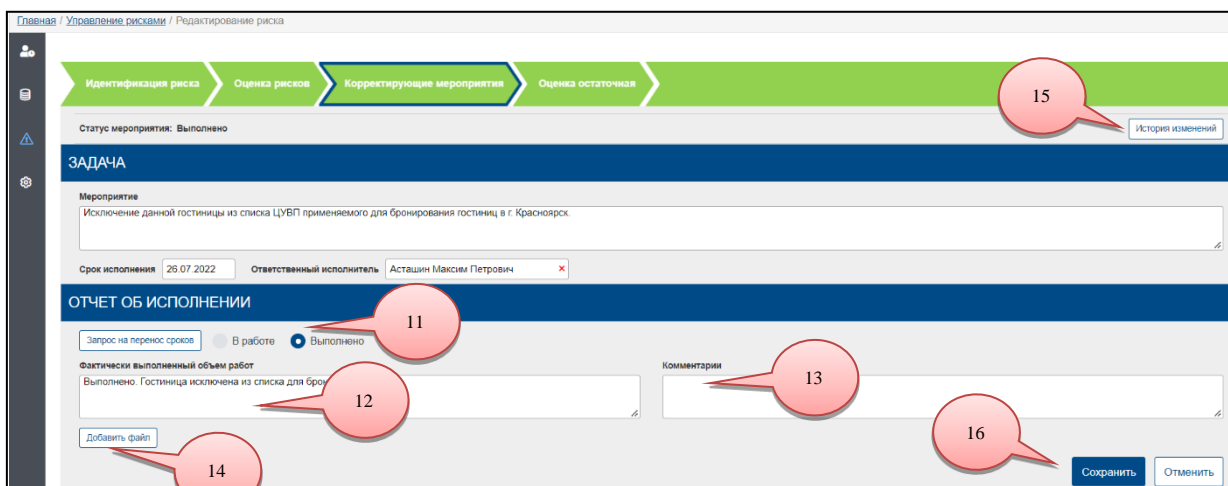 Главная / Управление рисками / Редактирование риска
Идентификация риска Оценка рисков Корректирующие мероприятия Оценка остаточная
15
Статус мероприятия: Выполнено
История изменений
ЗАДАЧА
Мероприятие
Исключение данной гостиницы из списка ЦУВП применяемого для бронирования гостиниц в г. Красноярск.
Срок исполнения 26.07.2022 Ответственный исполнитель Асташин Максим Петрович ×
ОТЧЕТ ОБ ИСПОЛНЕНИИ
11
Запрос на перенос сроков В работе Выполнено
Фактически выполненный объем работ Комментарии
Выполнено. Гостиница исключена из списка для
12
13
Добавить файл
14
16
Сохранить Отменить